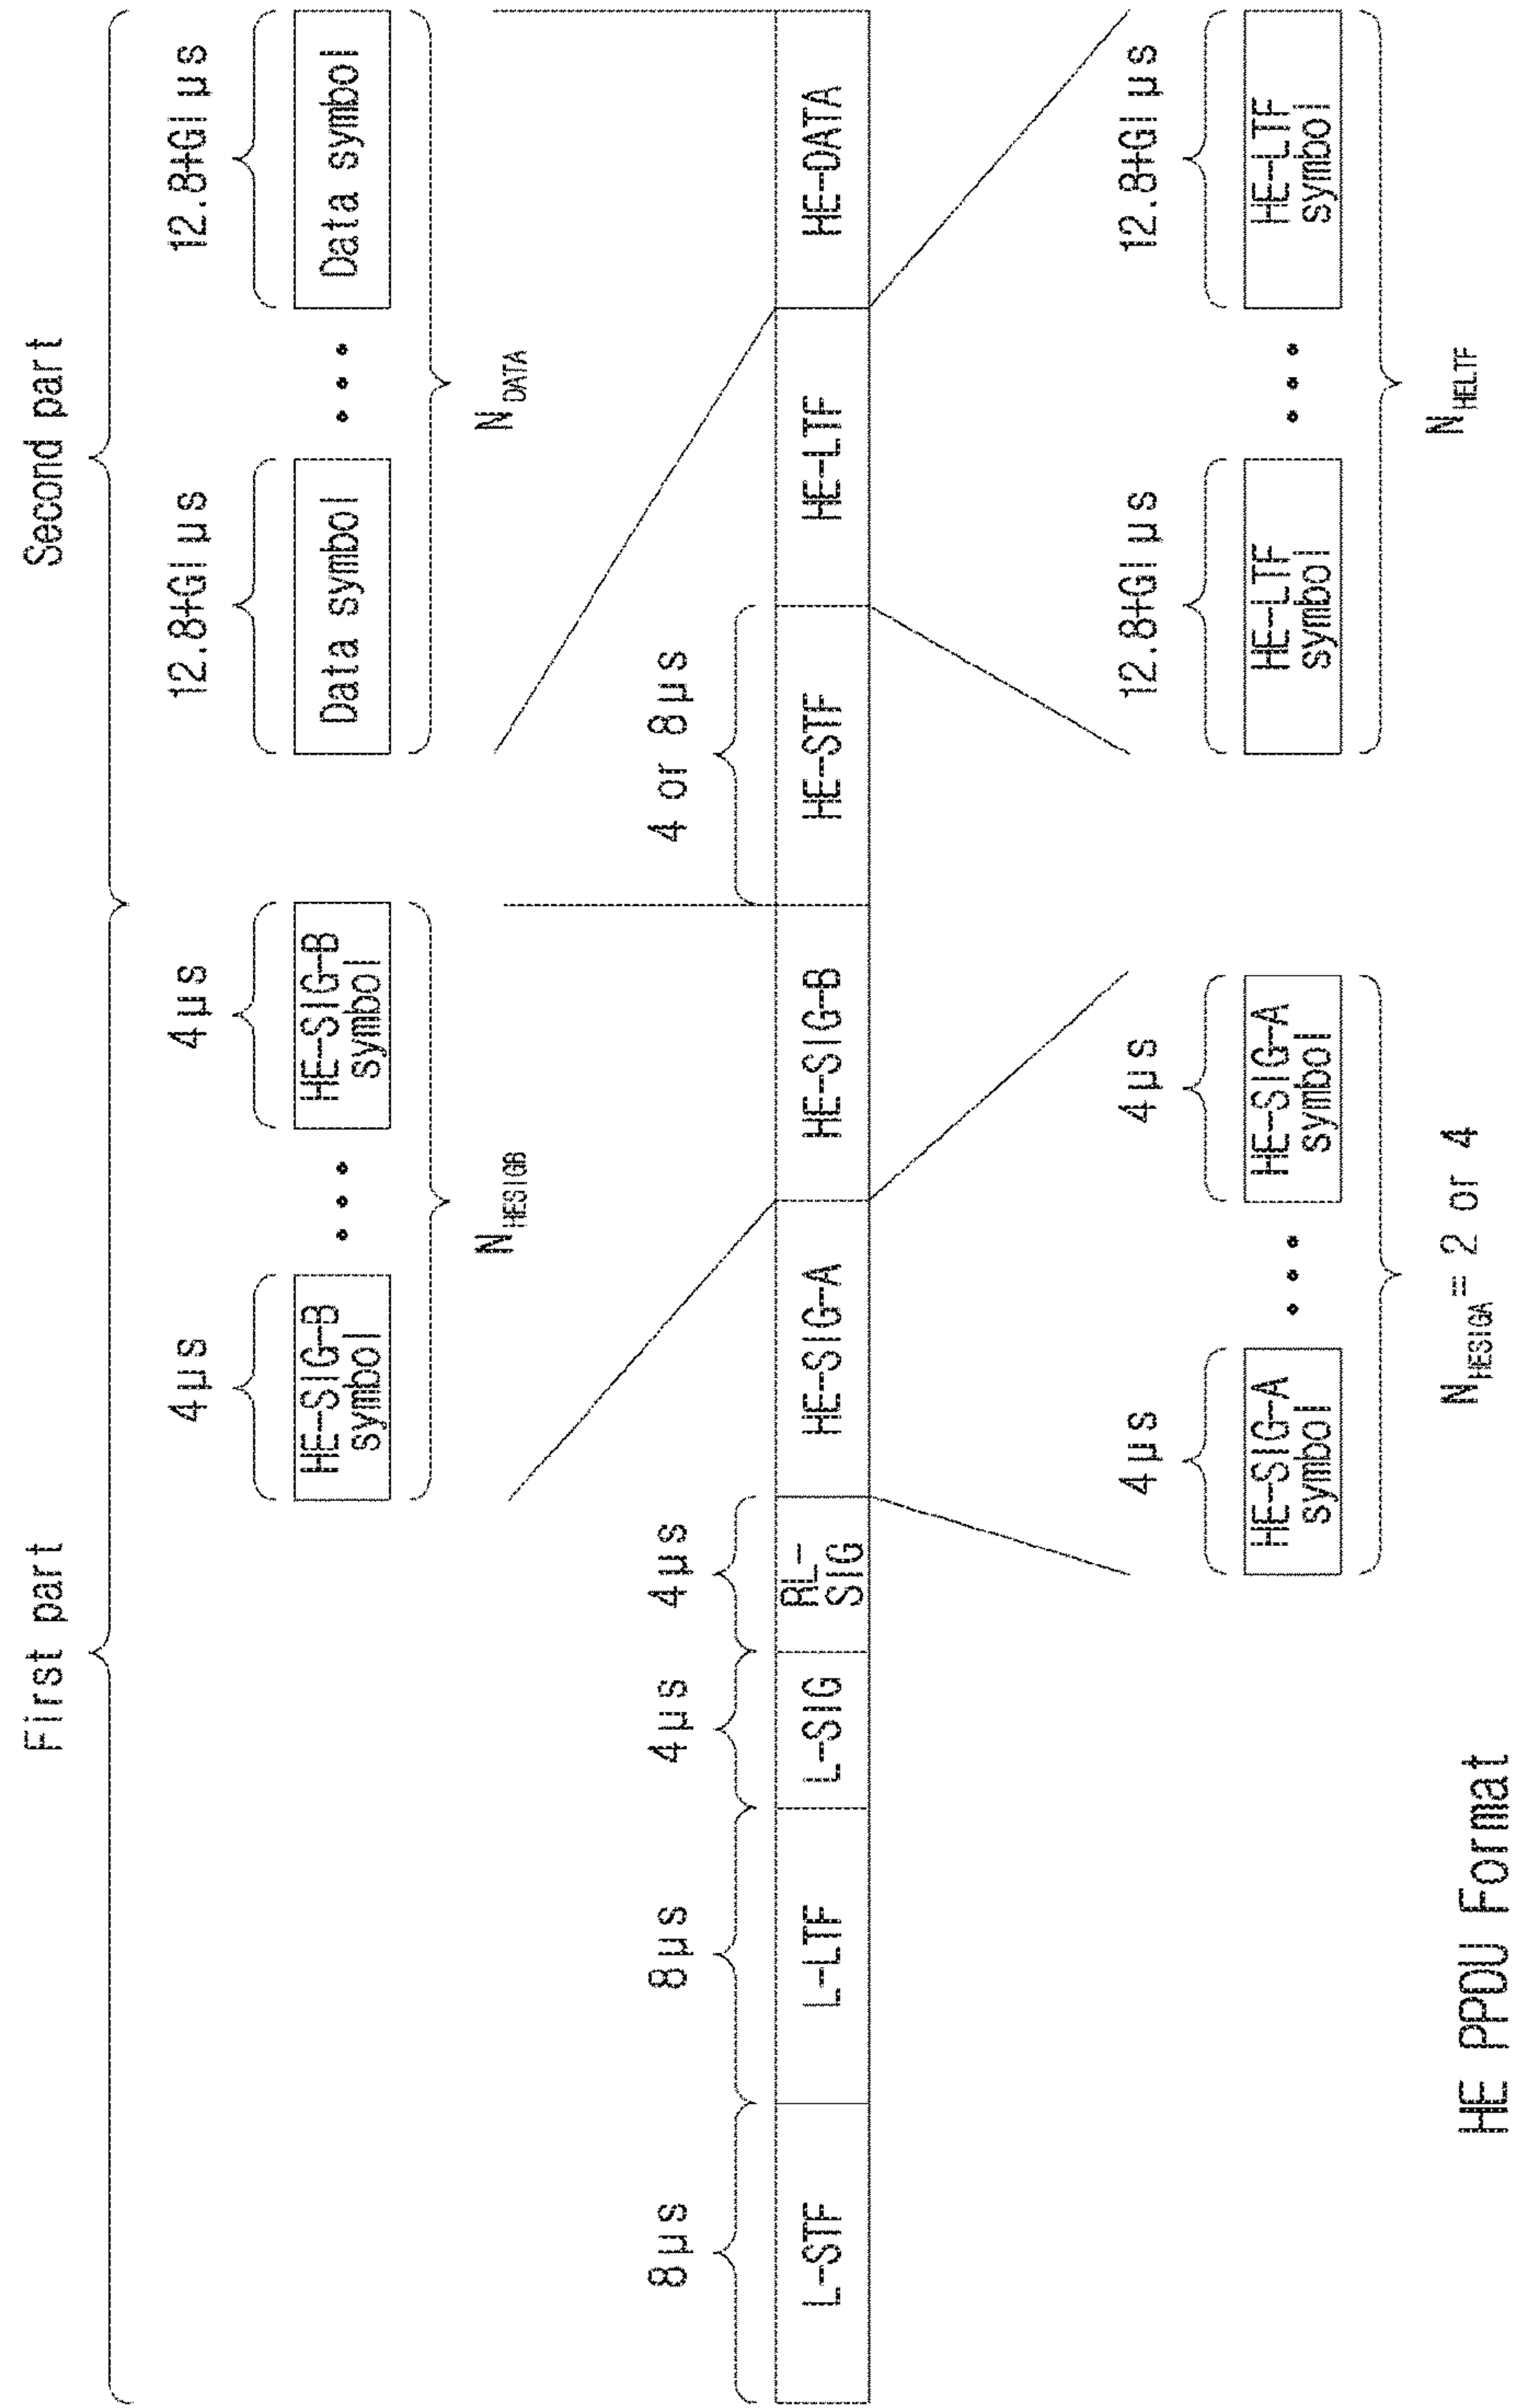 First part
Second part
4µs
4µs
12.8+GI µs
12.8+GI µs
HE-SIG-B
symbol
HE-SIG-B
symbol
Data symbol
Data symbol
N_HESIGB
N_DATA
8µs
8µs
4µs
4µs
4 or 8µs
L-STF
L-LTF
L-SIG
RL-
SIG
HE-SIG-A
HE-SIG-B
HE-STF
HE-LTF
HE-DATA
4µs
4µs
12.8+GI µs
12.8+GI µs
HE-SIG-A
symbol
HE-SIG-A
symbol
HE-LTF
symbol
HE-LTF
symbol
N_HESIGA = 2 or 4
N_HELTF
HE PPDU Format